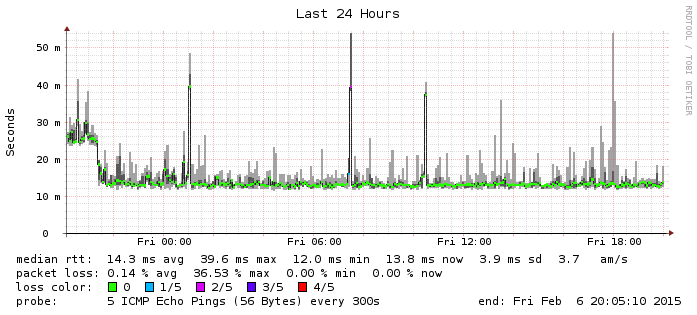 Last 24 Hours
RRDTOOL / TOBI OETIKER
Seconds
50 m
40 m
30 m
20 m
10 m
0
Fri 00:00 Fri 06:00 Fri 12:00 Fri 18:00
median rtt: 14.3 ms avg 39.6 ms max 12.0 ms min 13.8 ms now 3.9 ms sd 3.7 am/s
packet loss: 0.14 % avg 36.53 % max 0.00 % min 0.00 % now
loss color: 0 1/5 2/5 3/5 4/5
probe: 5 ICMP Echo Pings (56 Bytes) every 300s end: Fri Feb 6 20:05:10 2015